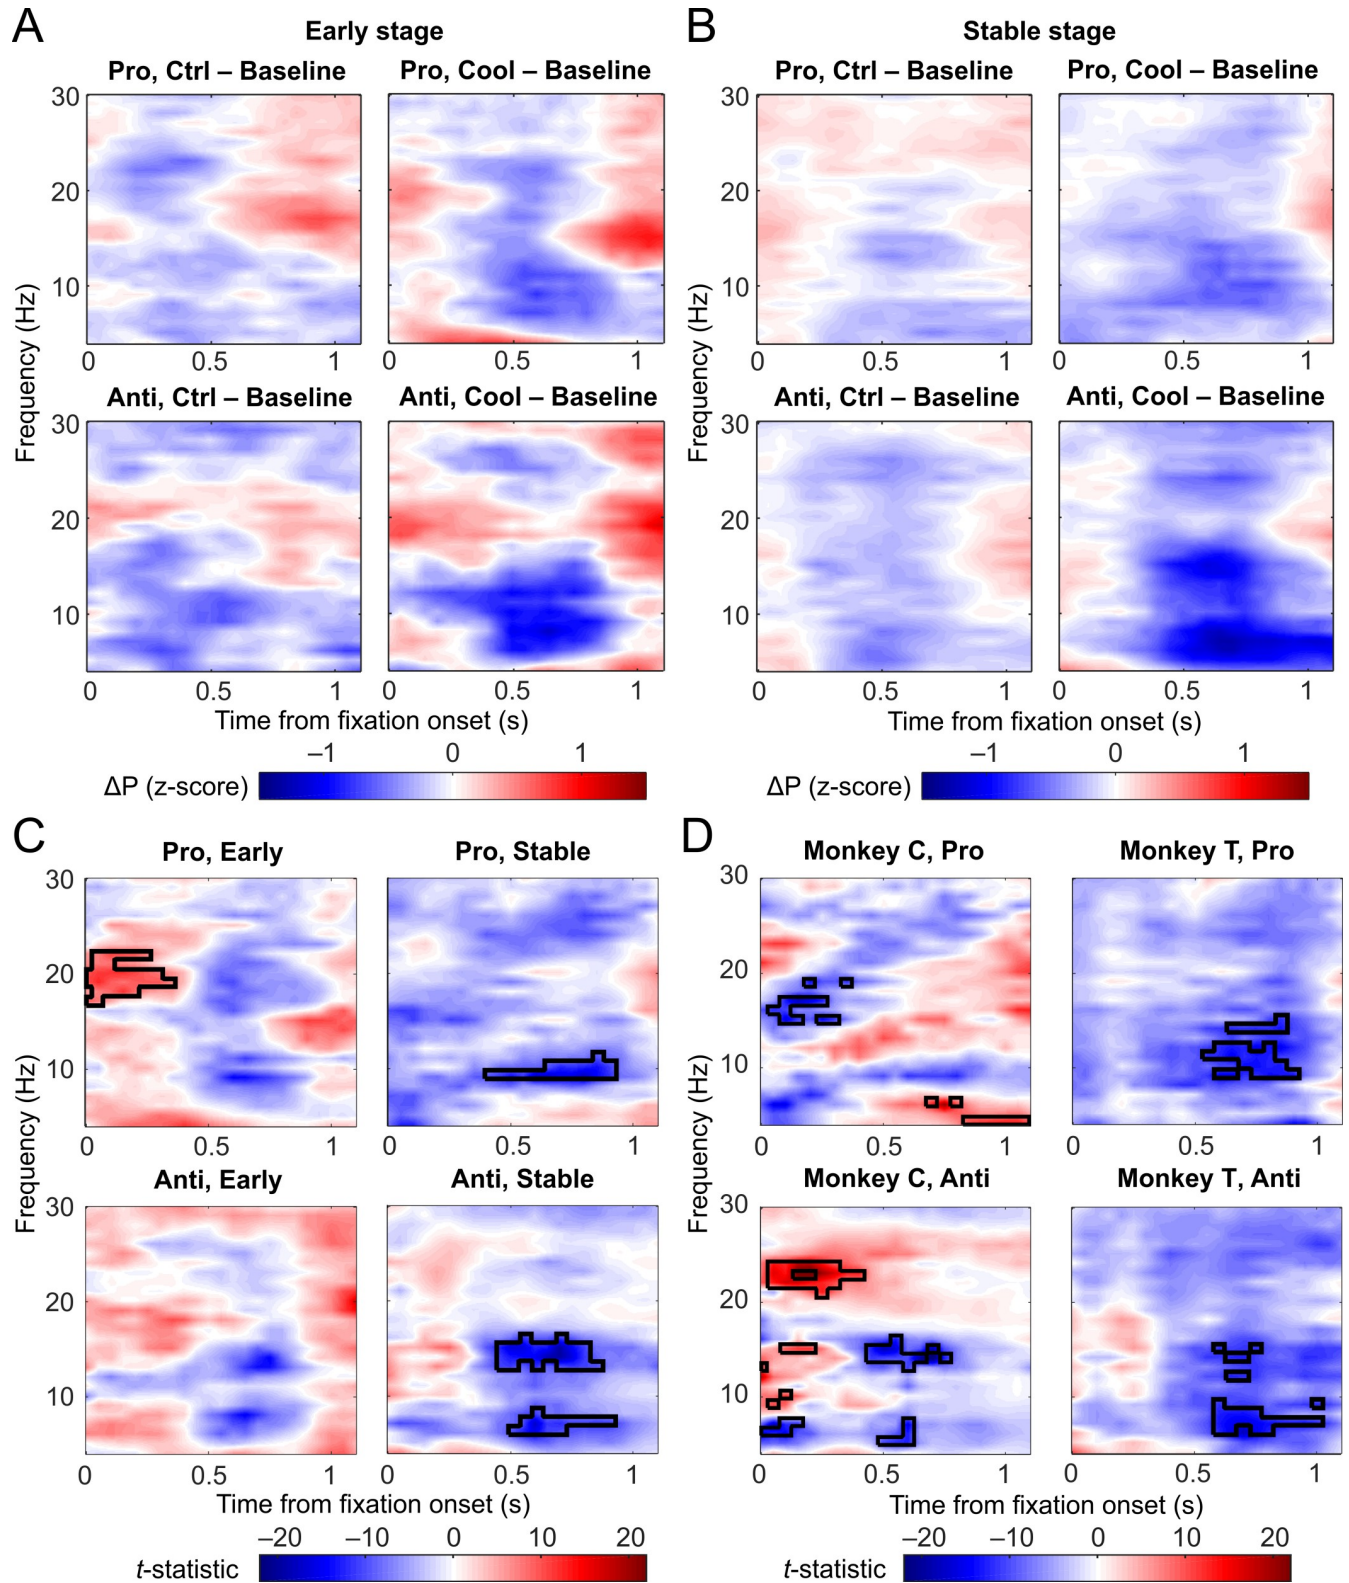 A
Early stage
B
Stable stage
Pro, Ctrl – Baseline
Pro, Cool – Baseline
Pro, Ctrl – Baseline
Pro, Cool – Baseline
30
20
10
0 0.5 1
0 0.5 1
30
20
10
0 0.5 1
0 0.5 1
Frequency (Hz)
Frequency (Hz)
Anti, Ctrl – Baseline
Anti, Cool – Baseline
Anti, Ctrl – Baseline
Anti, Cool – Baseline
30
20
10
0 0.5 1
0 0.5 1
30
20
10
0 0.5 1
0 0.5 1
Time from fixation onset (s)
Time from fixation onset (s)
–1 0 1
ΔP (z-score)
–1 0 1
ΔP (z-score)
C
Pro, Early
Pro, Stable
D
Monkey C, Pro
Monkey T, Pro
30
20
10
0 0.5 1
0 0.5 1
30
20
10
0 0.5 1
0 0.5 1
Frequency (Hz)
Frequency (Hz)
Anti, Early
Anti, Stable
Monkey C, Anti
Monkey T, Anti
30
20
10
0 0.5 1
0 0.5 1
30
20
10
0 0.5 1
0 0.5 1
Time from fixation onset (s)
Time from fixation onset (s)
–20 –10 0 10 20
t-statistic
–20 –10 0 10 20
t-statistic